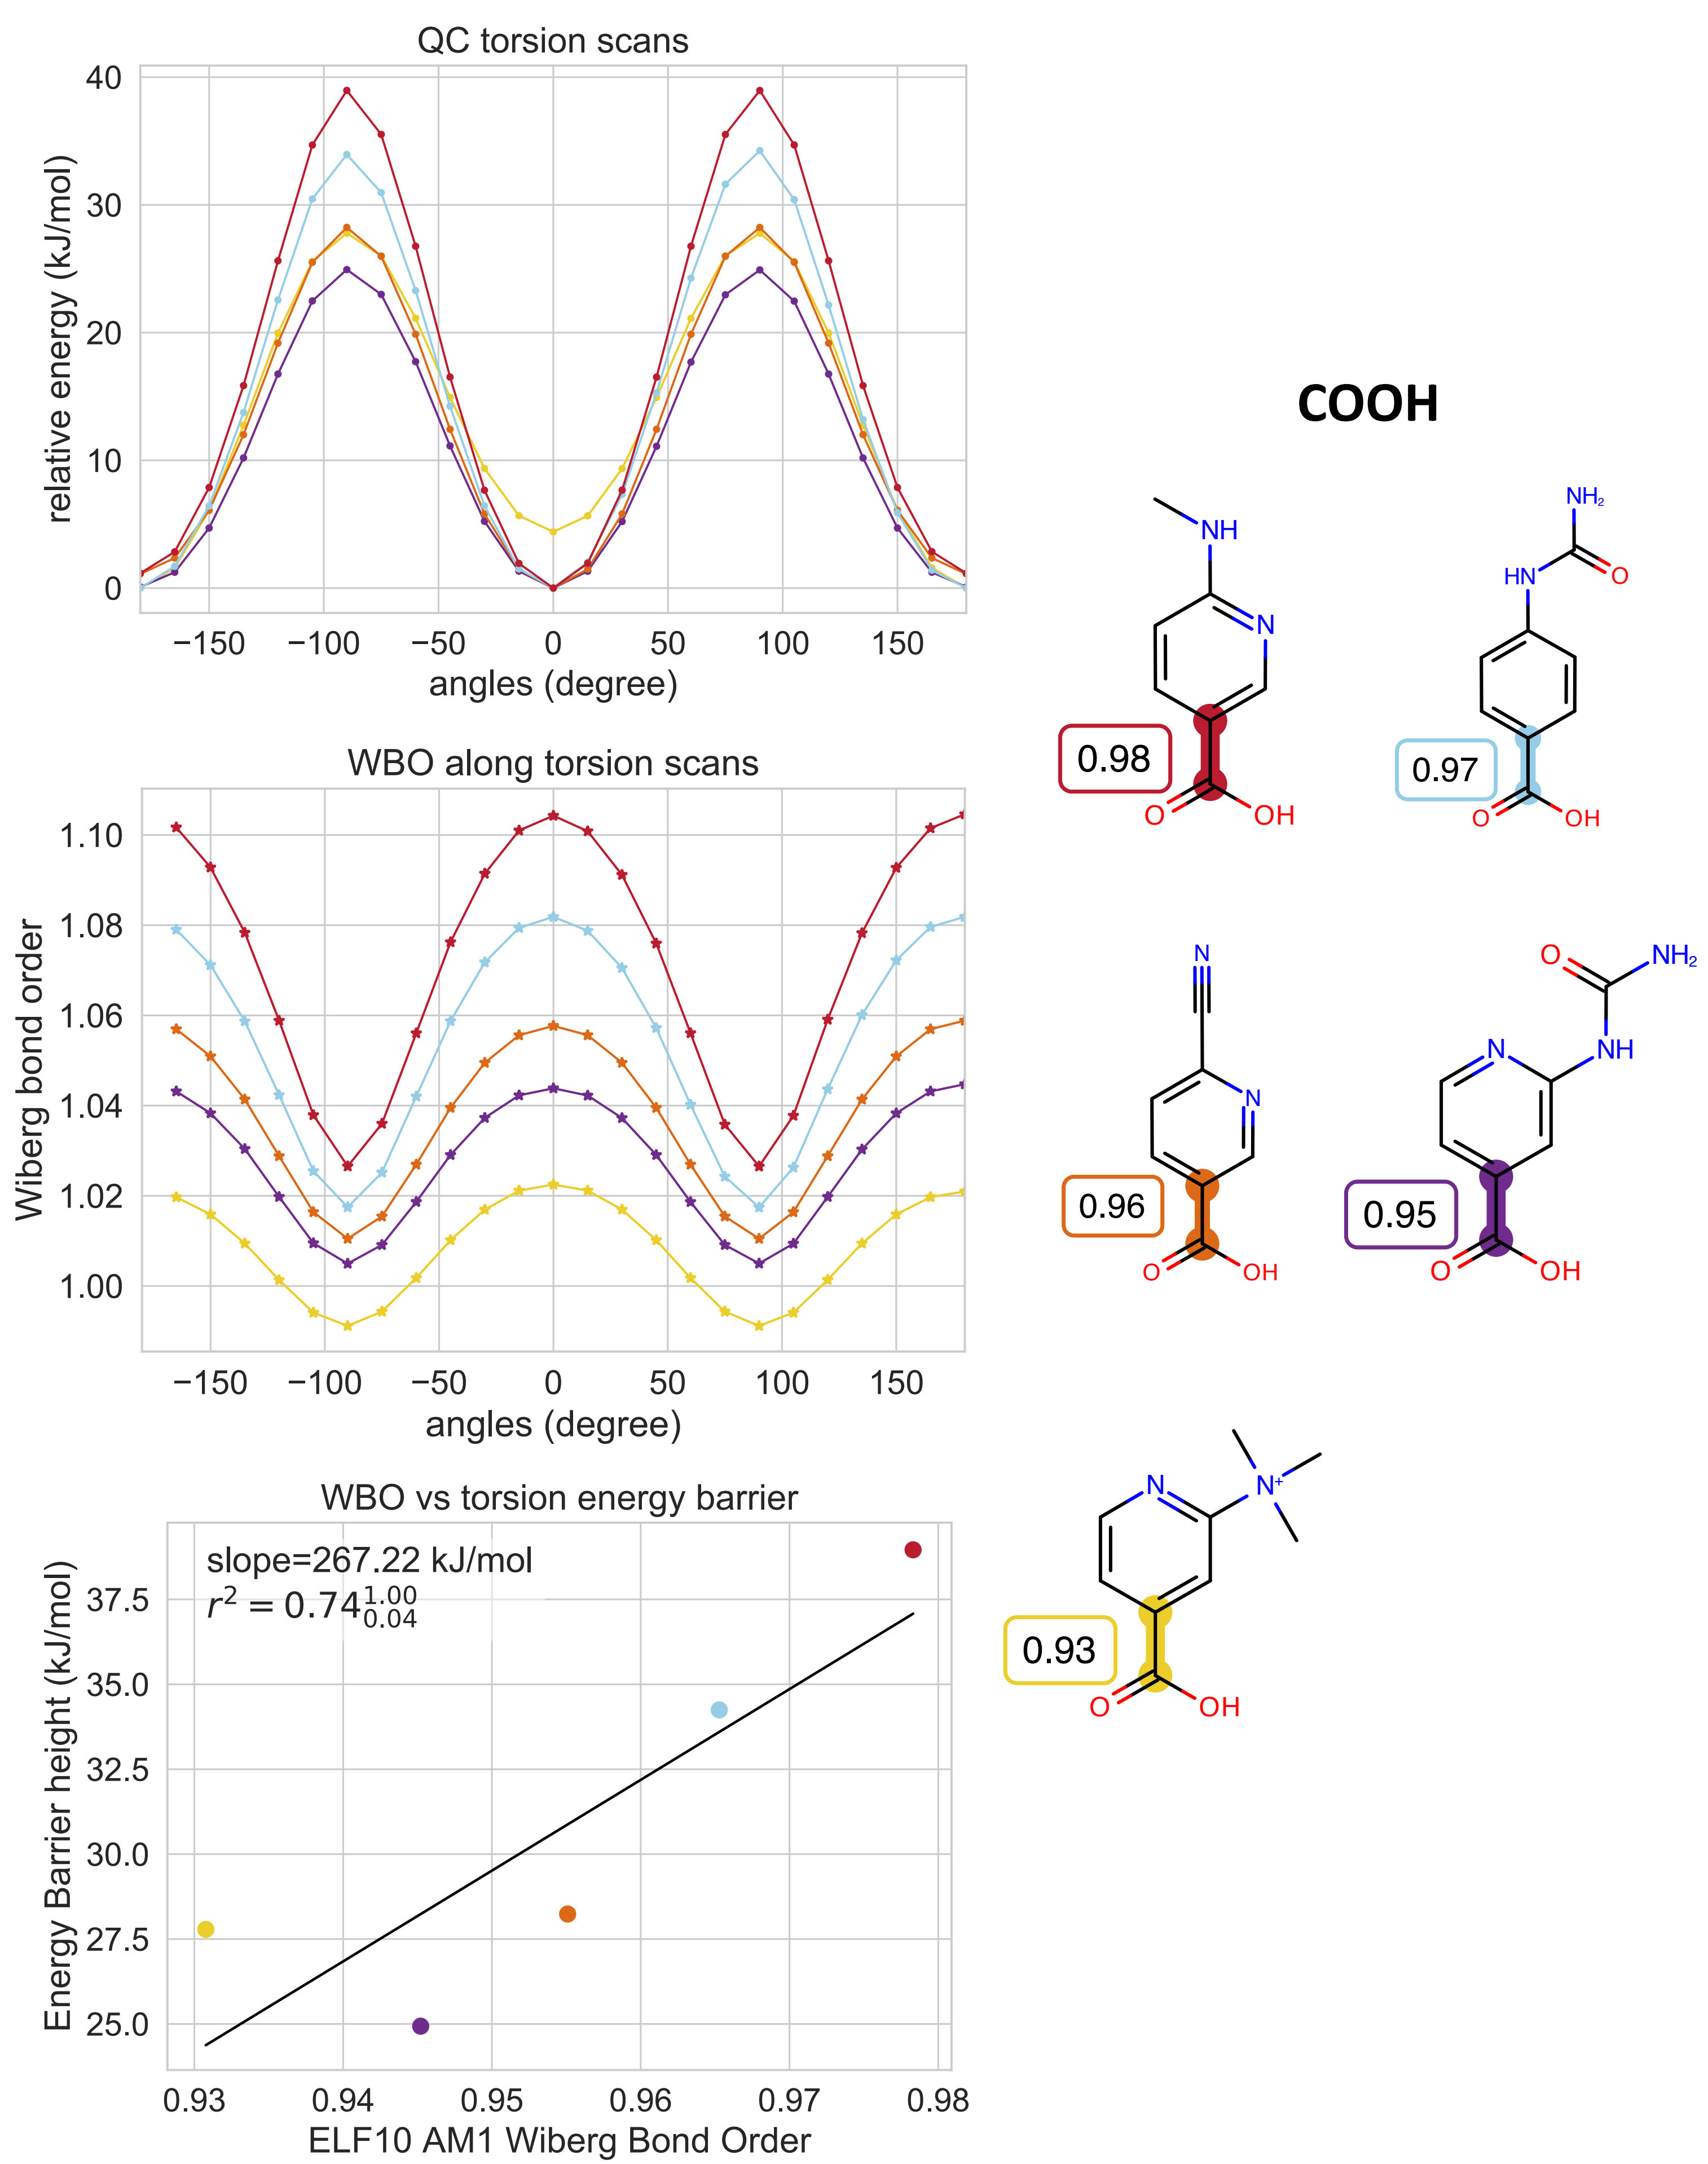 QC torsion scans
40
30
20
10
0
relative energy (kJ/mol)
−150 −100 −50 0 50 100 150
angles (degree)
WBO along torsion scans
1.10
1.08
1.06
1.04
1.02
1.00
Wiberg bond order
−150 −100 −50 0 50 100 150
angles (degree)
WBO vs torsion energy barrier
slope=267.22 kJ/mol
r² = 0.74 1.00 0.04
37.5
35.0
32.5
30.0
27.5
25.0
Energy Barrier height (kJ/mol)
0.93 0.94 0.95 0.96 0.97 0.98
ELF10 AM1 Wiberg Bond Order
COOH
NH
N
0.98
O OH
NH₂
O
HN
0.97
O OH
N
N
0.96
O OH
O NH₂
N NH
0.95
O OH
N N⁺
0.93
O OH